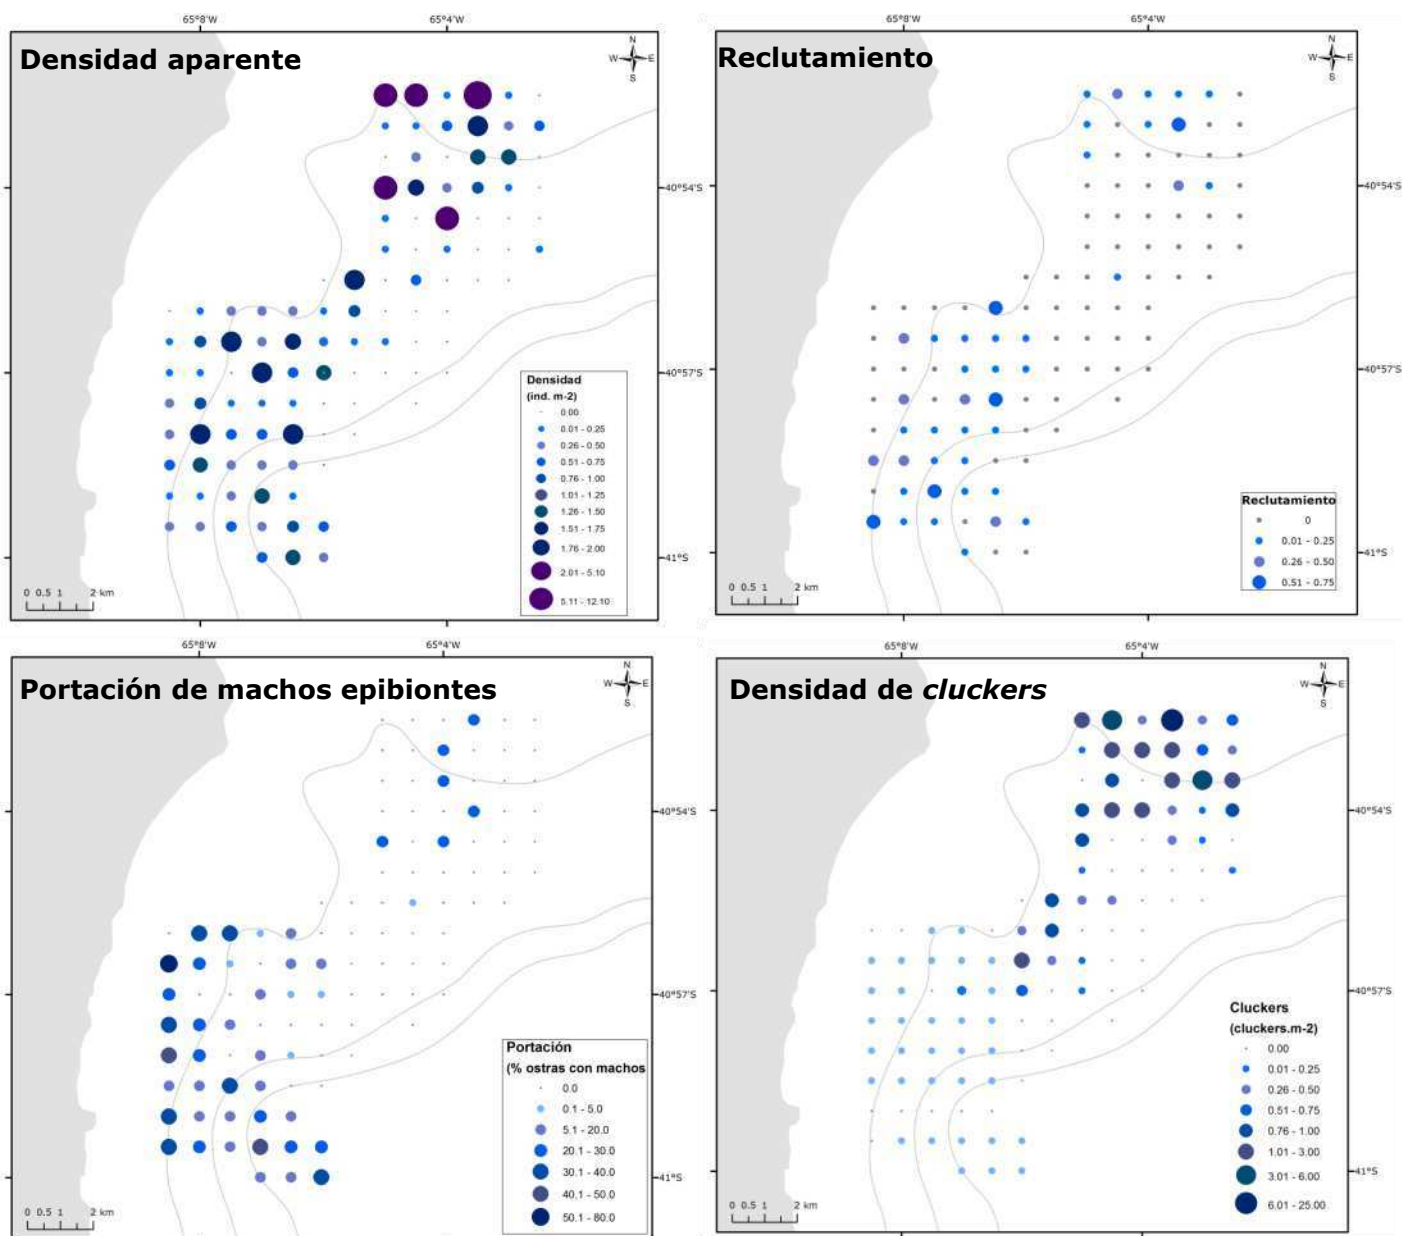 65°8'W 65°4'W
Densidad aparente
N
W E
S
40°54'S
40°57'S
41°S
Densidad
(ind. m-2)
0.00
0.01 - 0.25
0.26 - 0.50
0.51 - 0.75
0.76 - 1.00
1.01 - 1.25
1.26 - 1.50
1.51 - 1.75
1.76 - 2.00
2.01 - 5.10
5.11 - 12.10
0 0.5 1 2 km
65°8'W 65°4'W
Reclutamiento
N
W E
S
40°54'S
40°57'S
41°S
Reclutamiento
0
0.01 - 0.25
0.26 - 0.50
0.51 - 0.75
0 0.5 1 2 km
65°8'W 65°4'W
Portación de machos epibiontes
N
W E
S
40°54'S
40°57'S
41°S
Portación
(% ostras con machos
0.0
0.1 - 5.0
5.1 - 20.0
20.1 - 30.0
30.1 - 40.0
40.1 - 50.0
50.1 - 80.0
0 0.5 1 2 km
65°8'W 65°4'W
Densidad de cluckers
N
W E
S
40°54'S
40°57'S
41°S
Cluckers
(cluckers.m-2)
0.00
0.01 - 0.25
0.26 - 0.50
0.51 - 0.75
0.76 - 1.00
1.01 - 3.00
3.01 - 6.00
6.01 - 25.00
0 0.5 1 2 km